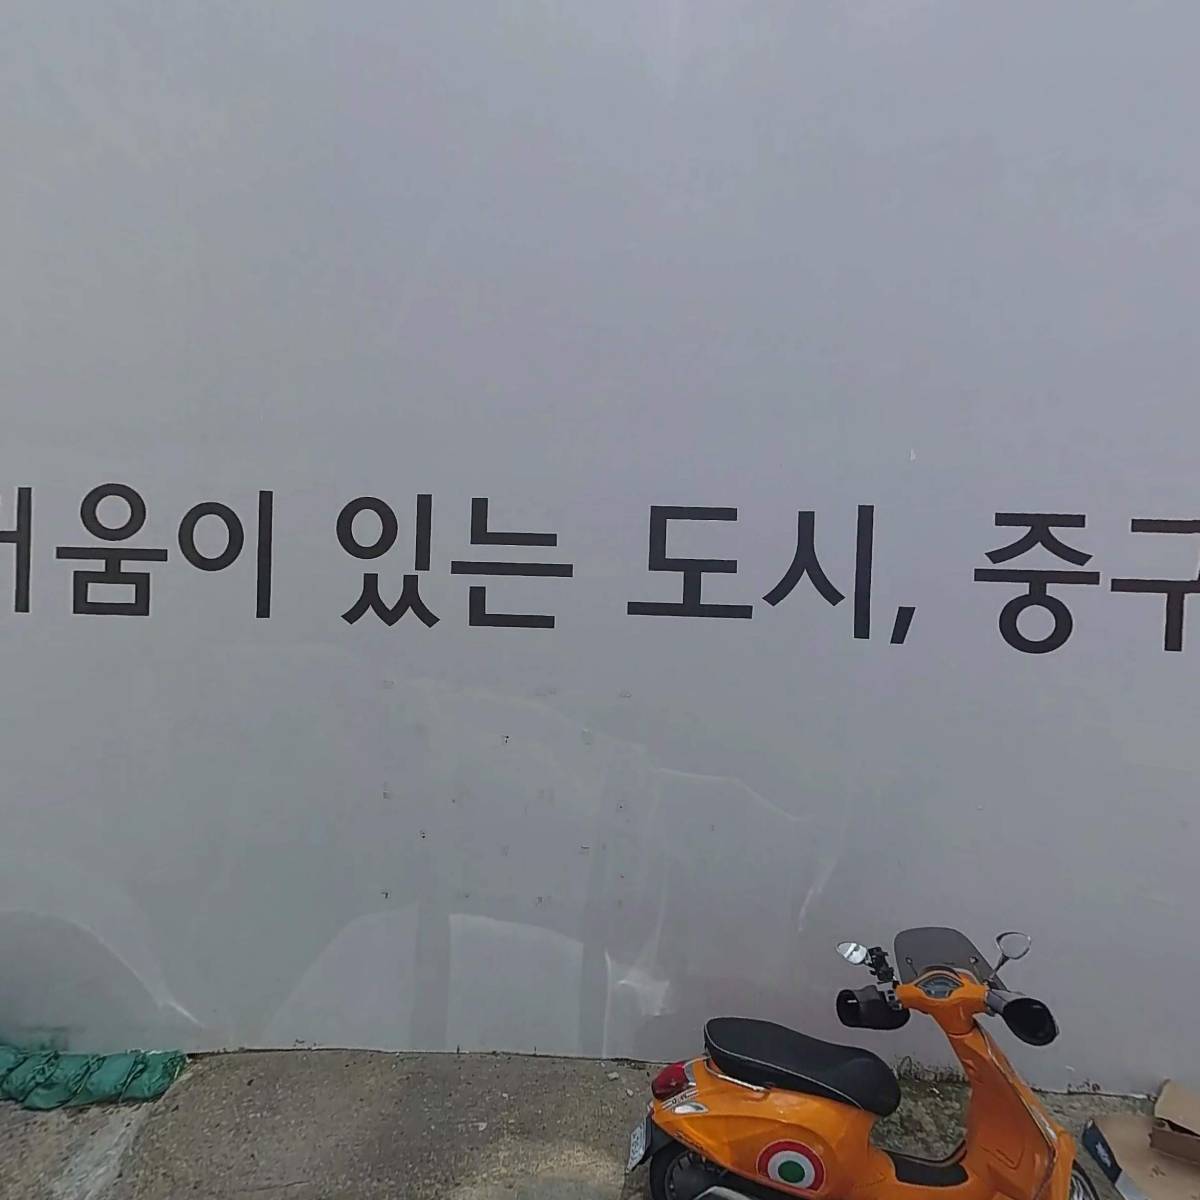 움이 있는 도시, 중구